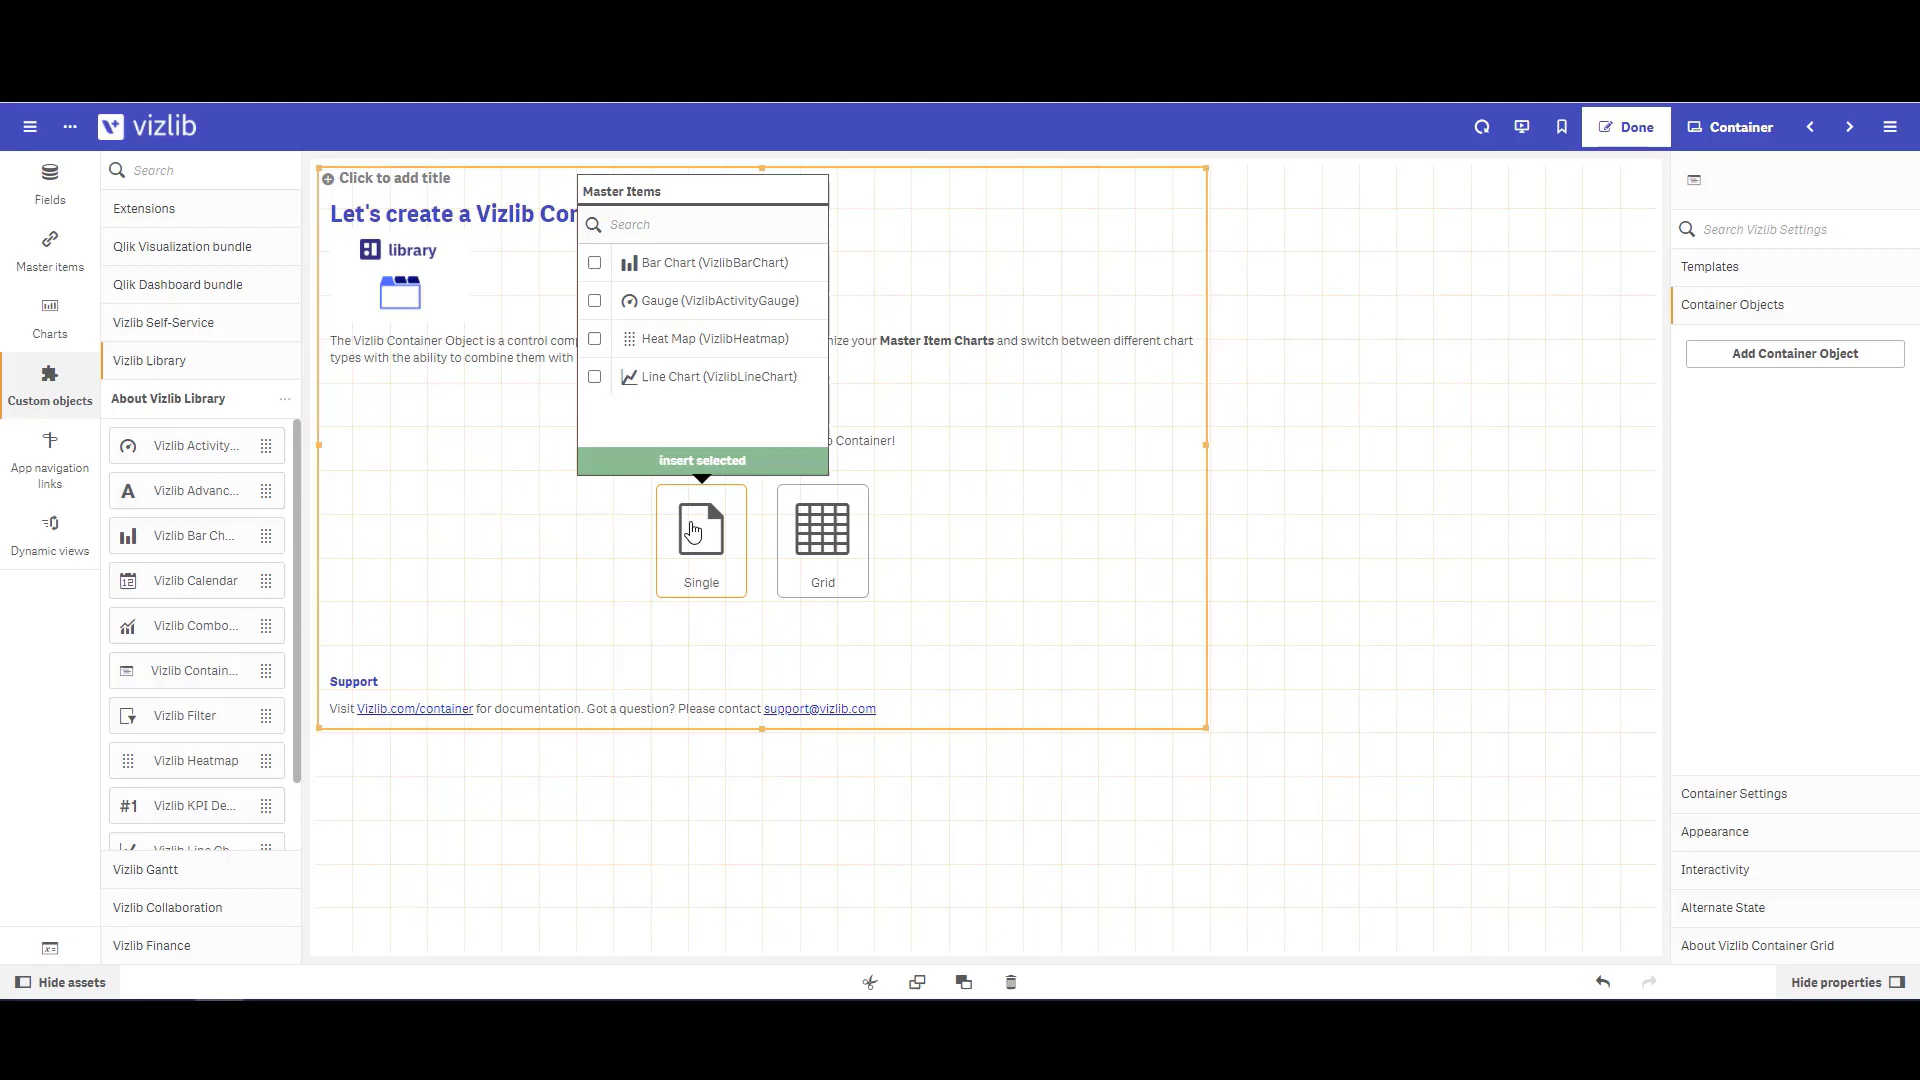 vizlib
Done
Container
Fields
Master items
Charts
Custom objects
App navigation
links
Dynamic views
Search
Extensions
Qlik Visualization bundle
Qlik Dashboard bundle
Vizlib Self-Service
Vizlib Library
About Vizlib Library
Vizlib Activity...
A Vizlib Advanc...
Vizlib Bar Ch...
12 Vizlib Calendar
Vizlib Combo...
Vizlib Contain...
Vizlib Filter
Vizlib Heatmap
#1 Vizlib KPI De...
Vizlib Line Ch...
Vizlib Gantt
Vizlib Collaboration
Vizlib Finance
Hide assets
Click to add title
Let's create a Vizlib Con
library
The Vizlib Container Object is a control comp
nize your Master Item Charts and switch between different chart
types with the ability to combine them with
Container!
Master Items
Search
Bar Chart (VizlibBarChart)
Gauge (VizlibActivityGauge)
Heat Map (VizlibHeatmap)
Line Chart (VizlibLineChart)
insert selected
Single
Grid
Support
Visit Vizlib.com/container for documentation. Got a question? Please contact support@vizlib.com
Search Vizlib Settings
Templates
Container Objects
Add Container Object
Container Settings
Appearance
Interactivity
Alternate State
About Vizlib Container Grid
Hide properties